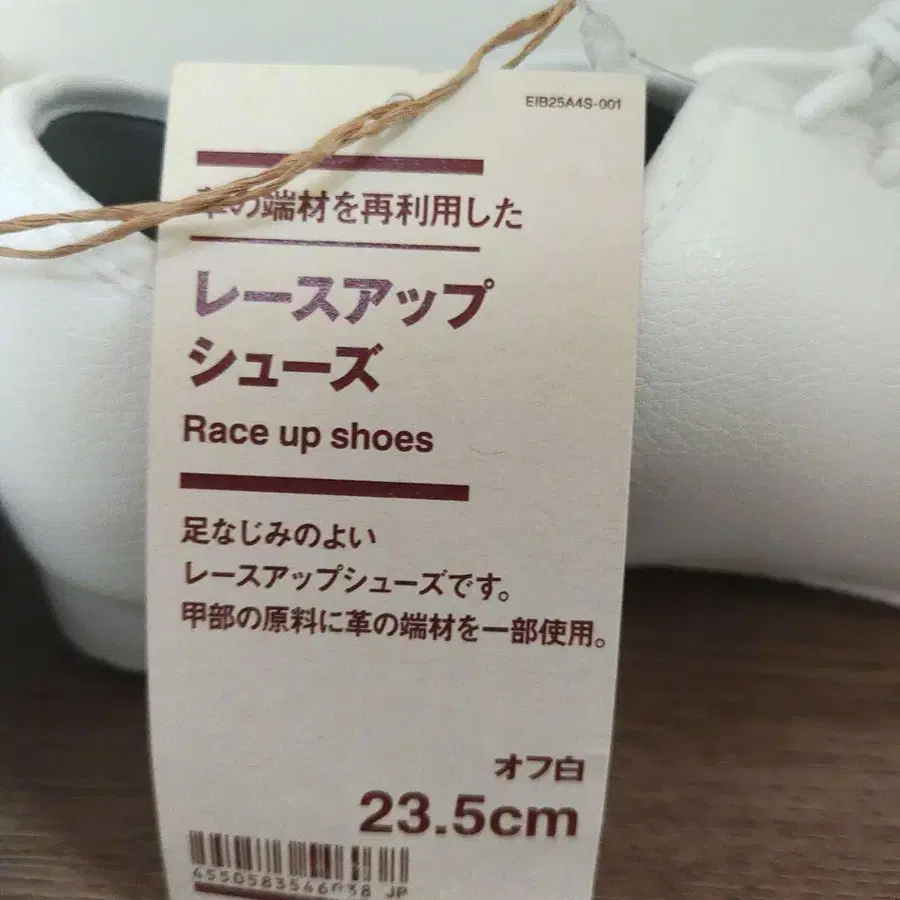 EIB25A4S-001
革の端材を再利用した
レースアップ
シューズ
Race up shoes
足なじみのよい
レースアップシューズです。
甲部の原料に革の端材を一部使用。
オフ白
23.5cm
4550583546038 JP